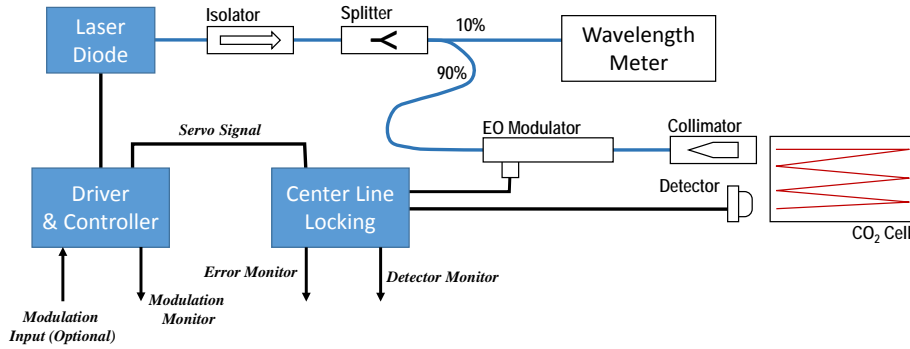 Isolator
Splitter
Laser
Diode
10%
Wavelength
Meter
90%
EO Modulator
Collimator
Servo Signal
Driver
& Controller
Center Line
Locking
Detector
CO₂ Cell
Error Monitor
Detector Monitor
Modulation
Monitor
Modulation
Input (Optional)